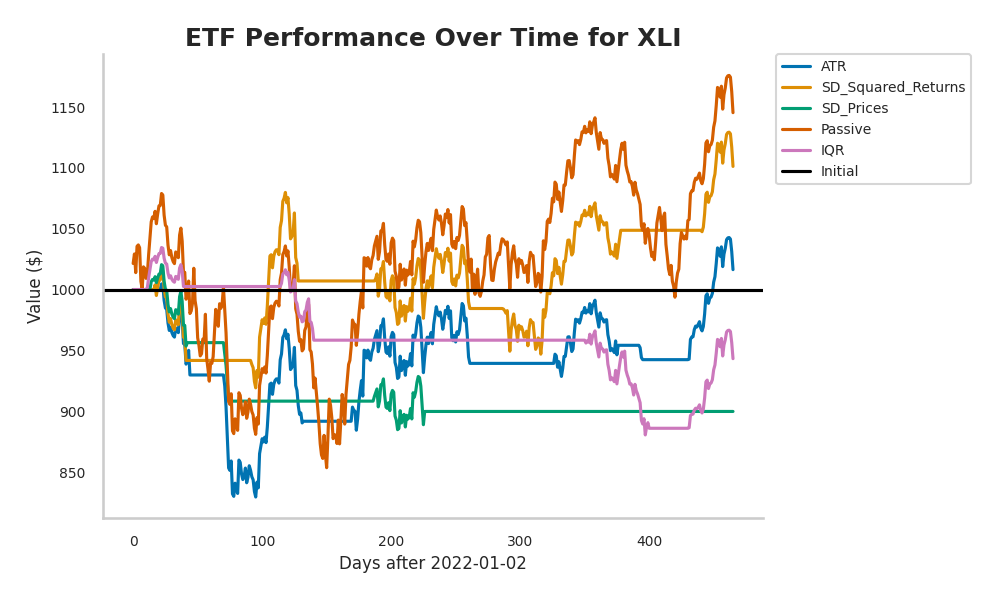 ETF Performance Over Time for XLI
ATR
SD_Squared_Returns
SD_Prices
Passive
IQR
Initial
Value ($)
1150
1100
1050
1000
950
900
850
0 100 200 300 400
Days after 2022-01-02